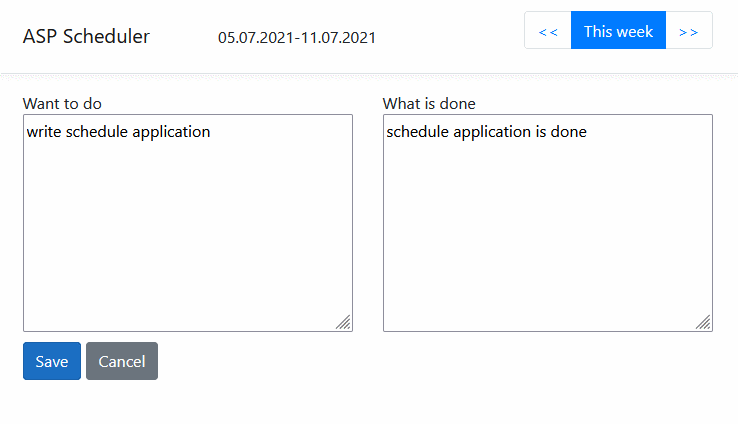 ASP Scheduler 05.07.2021-11.07.2021 << This week >>
Want to do
write schedule application
What is done
schedule application is done
Save Cancel